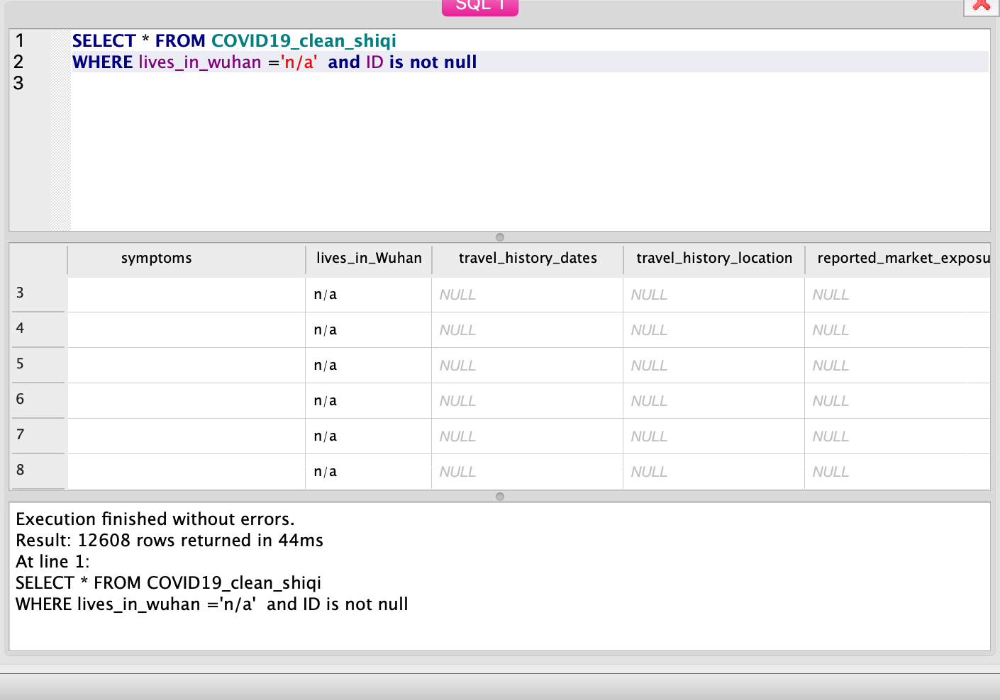 SQL 1
1 SELECT * FROM COVID19_clean_shiqi
2 WHERE lives_in_wuhan ='n/a'  and ID is not null
3
symptoms lives_in_Wuhan travel_history_dates travel_history_location reported_market_exposu
3 n/a NULL NULL NULL
4 n/a NULL NULL NULL
5 n/a NULL NULL NULL
6 n/a NULL NULL NULL
7 n/a NULL NULL NULL
8 n/a NULL NULL NULL
Execution finished without errors.
Result: 12608 rows returned in 44ms
At line 1:
SELECT * FROM COVID19_clean_shiqi
WHERE lives_in_wuhan ='n/a'  and ID is not null